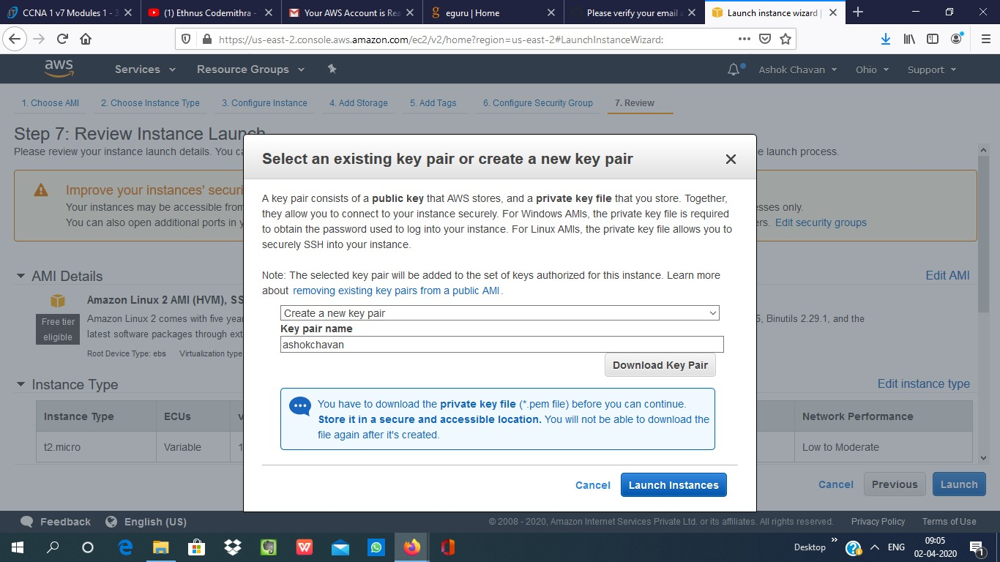 CCNA 1 v7 Modules 1 - 3
(1) Ethnus Codemithra -
Your AWS Account is Rea
eguru | Home
Please verify your email a
Launch instance wizard |
https://us-east-2.console.aws.amazon.com/ec2/v2/home?region=us-east-2#LaunchInstanceWizard:
aws
Services
Resource Groups
Ashok Chavan
Ohio
Support
1. Choose AMI
2. Choose Instance Type
3. Configure Instance
4. Add Storage
5. Add Tags
6. Configure Security Group
7. Review
Step 7: Review Instance Launch
Please review your instance launch details. You ca
e launch process.
Improve your instances' securi
Your instances may be accessible from
esses only.
You can also open additional ports in y
ers. Edit security groups
AMI Details
Edit AMI
Amazon Linux 2 AMI (HVM), SS
Free tier
eligible
Amazon Linux 2 comes with five yea
6, Binutils 2.29.1, and the
latest software packages through ext
Root Device Type: ebs Virtualization type
Instance Type
Edit instance type
Instance Type
ECUs
v
Network Performance
t2.micro
Variable
1
Low to Moderate
Cancel
Previous
Launch
Select an existing key pair or create a new key pair
A key pair consists of a public key that AWS stores, and a private key file that you store. Together,
they allow you to connect to your instance securely. For Windows AMIs, the private key file is required
to obtain the password used to log into your instance. For Linux AMIs, the private key file allows you to
securely SSH into your instance.
Note: The selected key pair will be added to the set of keys authorized for this instance. Learn more
about removing existing key pairs from a public AMI .
Create a new key pair
Key pair name
ashokchavan
Download Key Pair
You have to download the private key file (*.pem file) before you can continue.
Store it in a secure and accessible location. You will not be able to download the
file again after it's created.
Cancel
Launch Instances
Feedback
English (US)
© 2008 - 2020, Amazon Internet Services Private Ltd. or its affiliates. All rights reserved.
Privacy Policy
Terms of Use
Desktop
ENG
09:05
02-04-2020
1